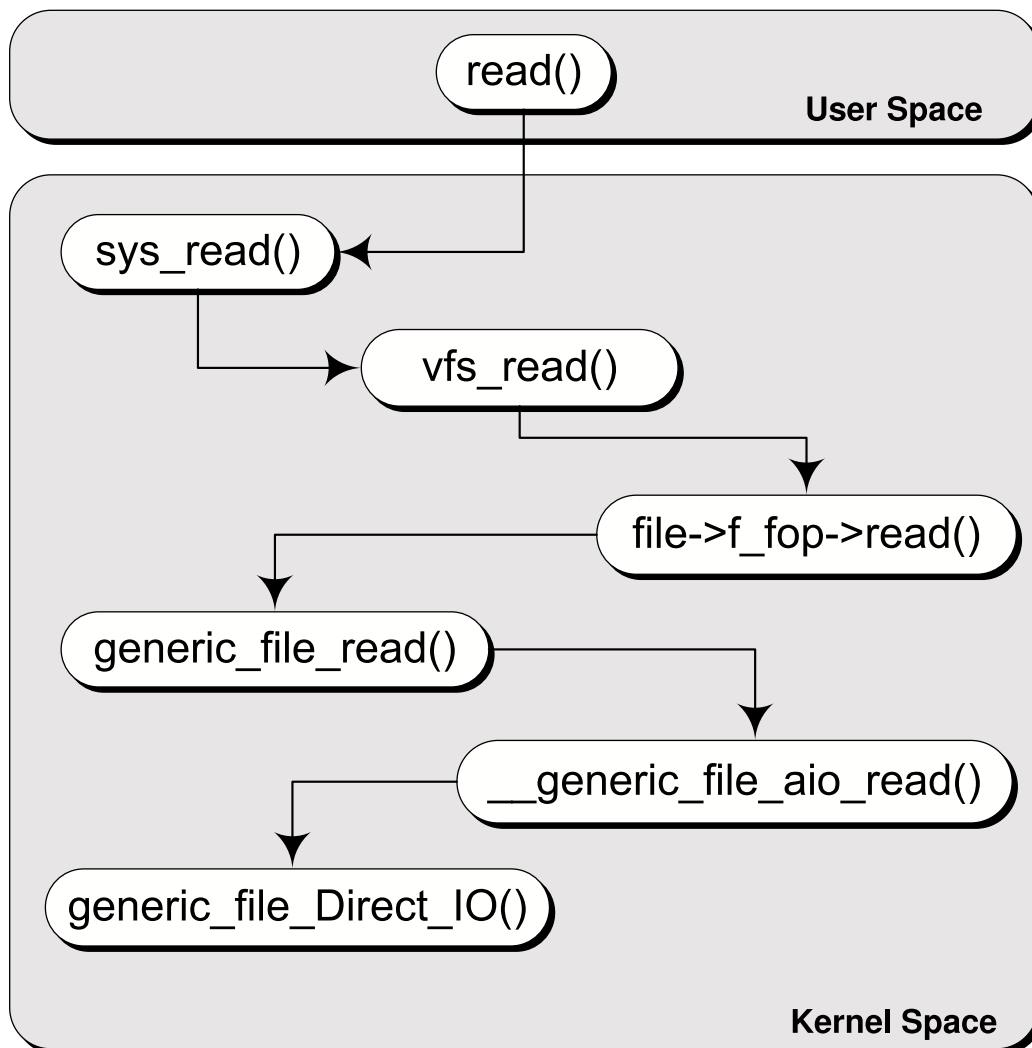 read()
User Space
sys_read()
vfs_read()
file->f_fop->read()
generic_file_read()
__generic_file_aio_read()
generic_file_Direct_IO()
Kernel Space